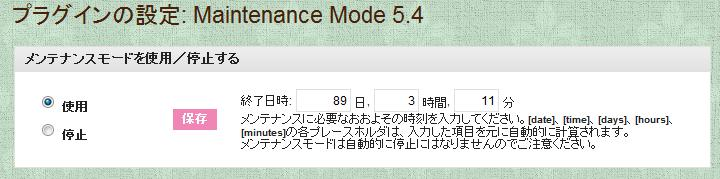 プラグインの設定: Maintenance Mode 5.4
メンテナンスモードを使用／停止する
使用
停止
保存
終了日時: 89 日, 3 時間, 11 分
メンテナンスに必要なおおよその時刻を入力してください。[date]、[time]、[days]、[hours]、
[minutes]の各プレースホルダは、入力した項目を元に自動的に計算されます。
メンテナンスモードは自動的に停止にはなりませんのでご注意ください。